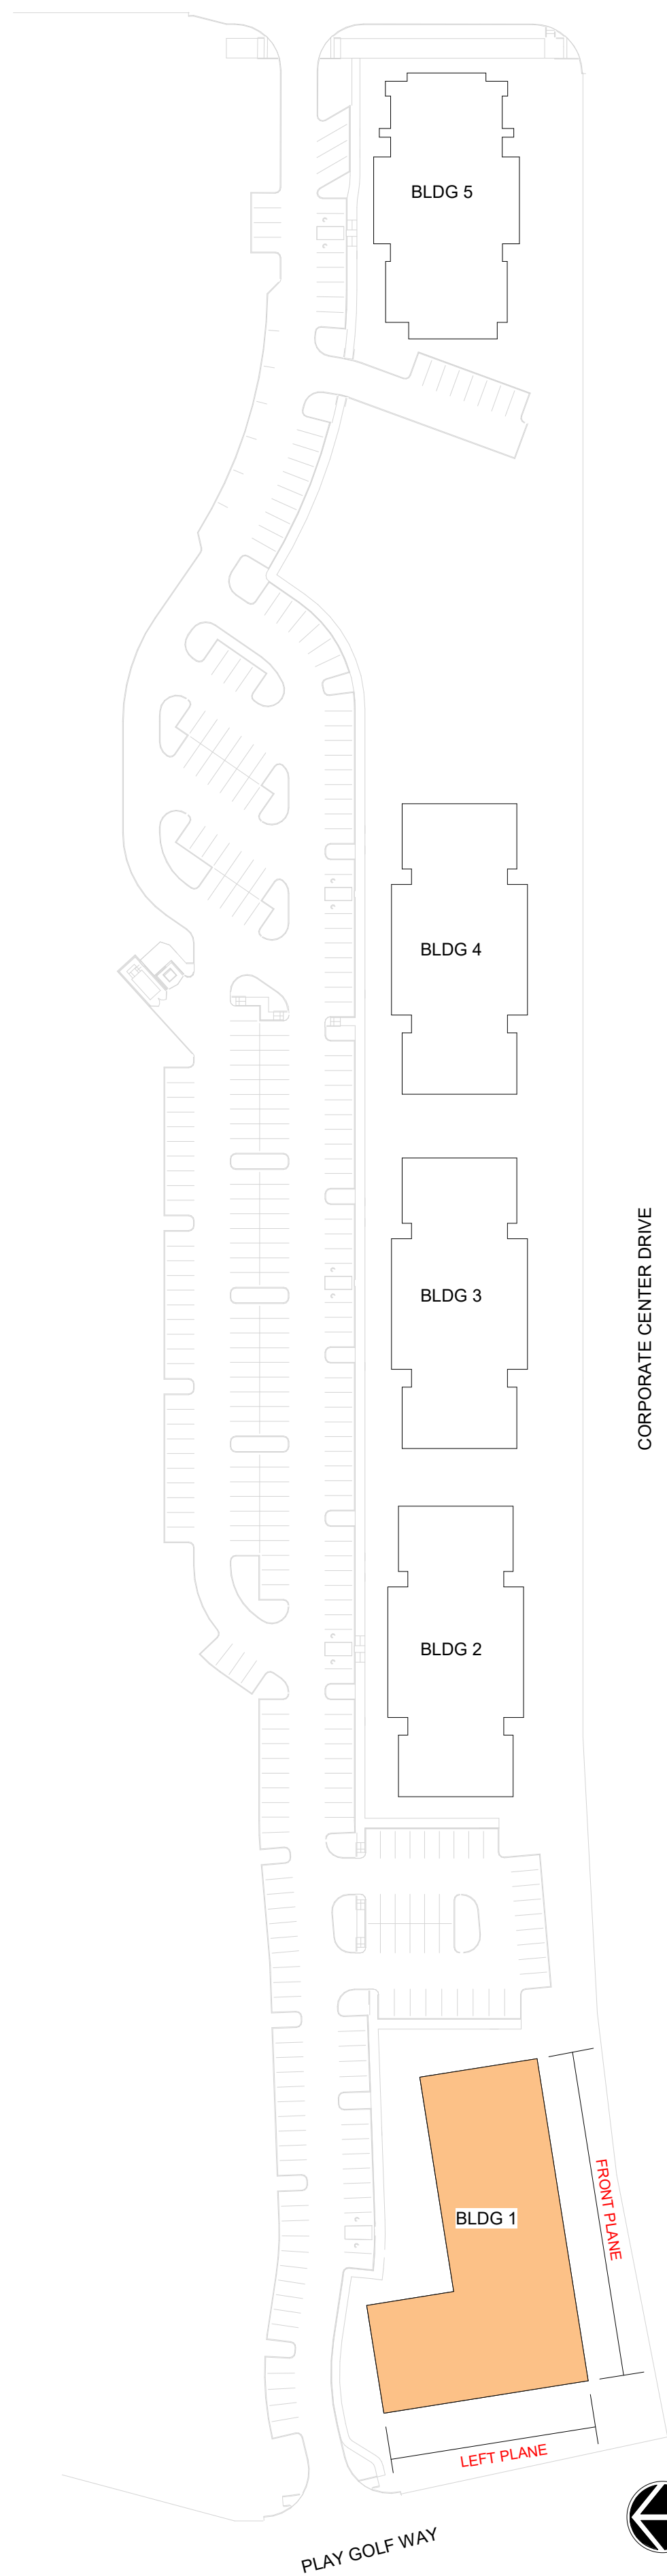 BLDG 5
BLDG 4
CORPORATE CENTER DRIVE
BLDG 3
BLDG 2
BLDG 1
FRONT PLANE
LEFT PLANE
PLAY GOLF WAY